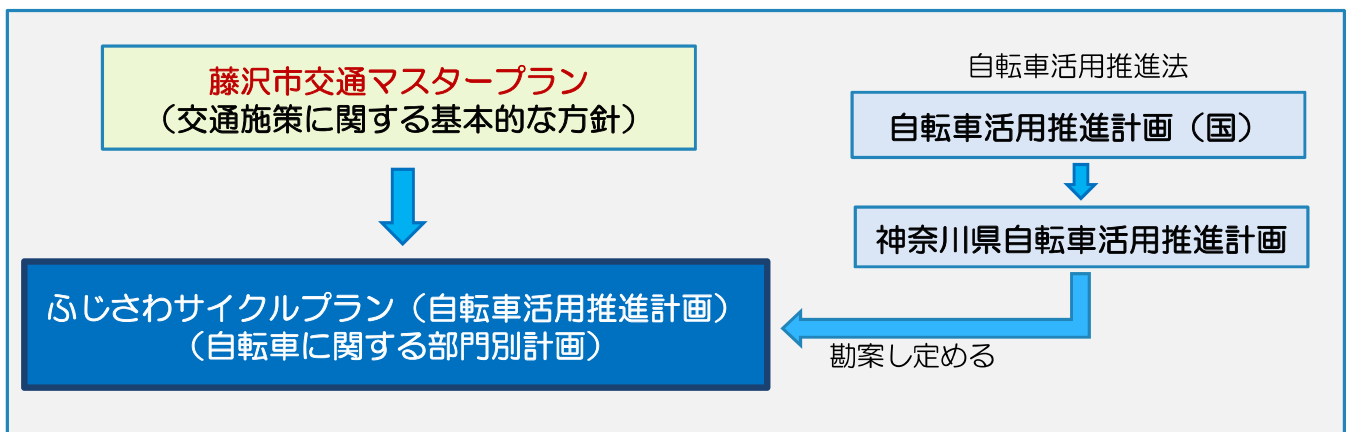 藤沢市交通マスタープラン
（交通施策に関する基本的な方針）
自転車活用推進法
自転車活用推進計画（国）
神奈川県自転車活用推進計画
ふじさわサイクルプラン（自転車活用推進計画）
（自転車に関する部門別計画）
勘案し定める